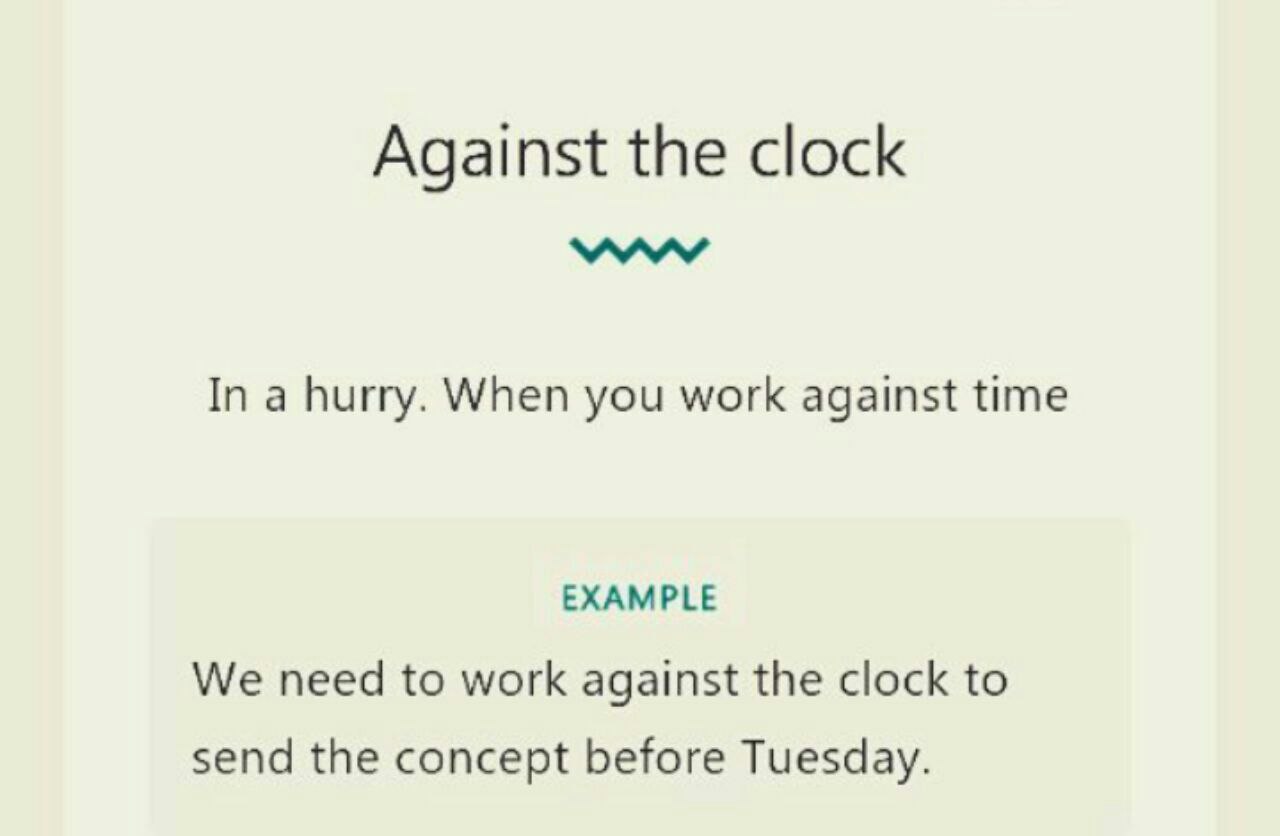 Against the clock
In a hurry. When you work against time
EXAMPLE
We need to work against the clock to
send the concept before Tuesday.